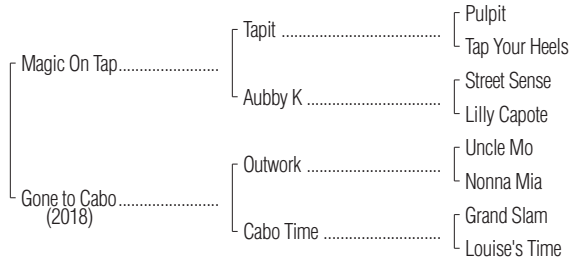 Pulpit
Tapit ..........................................
Tap Your Heels
Magic On Tap..........................
Street Sense
Aubby K ...................................
Lilly Capote
Uncle Mo
Outwork ...................................
Nonna Mia
Gone to Cabo..........................
(2018)
Grand Slam
Cabo Time ...............................
Louise's Time